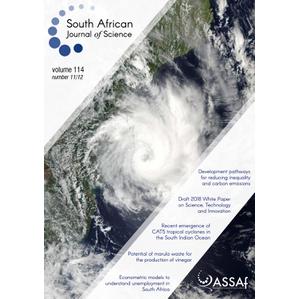 South African
Journal of Science
volume 114
number 11/12
Development pathways
for reducing inequality
and carbon emissions
Draft 2018 White Paper
on Science, Technology
and Innovation
Recent emergence of
CAT5 tropical cyclones in
the South Indian Ocean
Potential of marula waste for
the production of vinegar
Econometric models to
understand unemployment in
South Africa
ASSAf